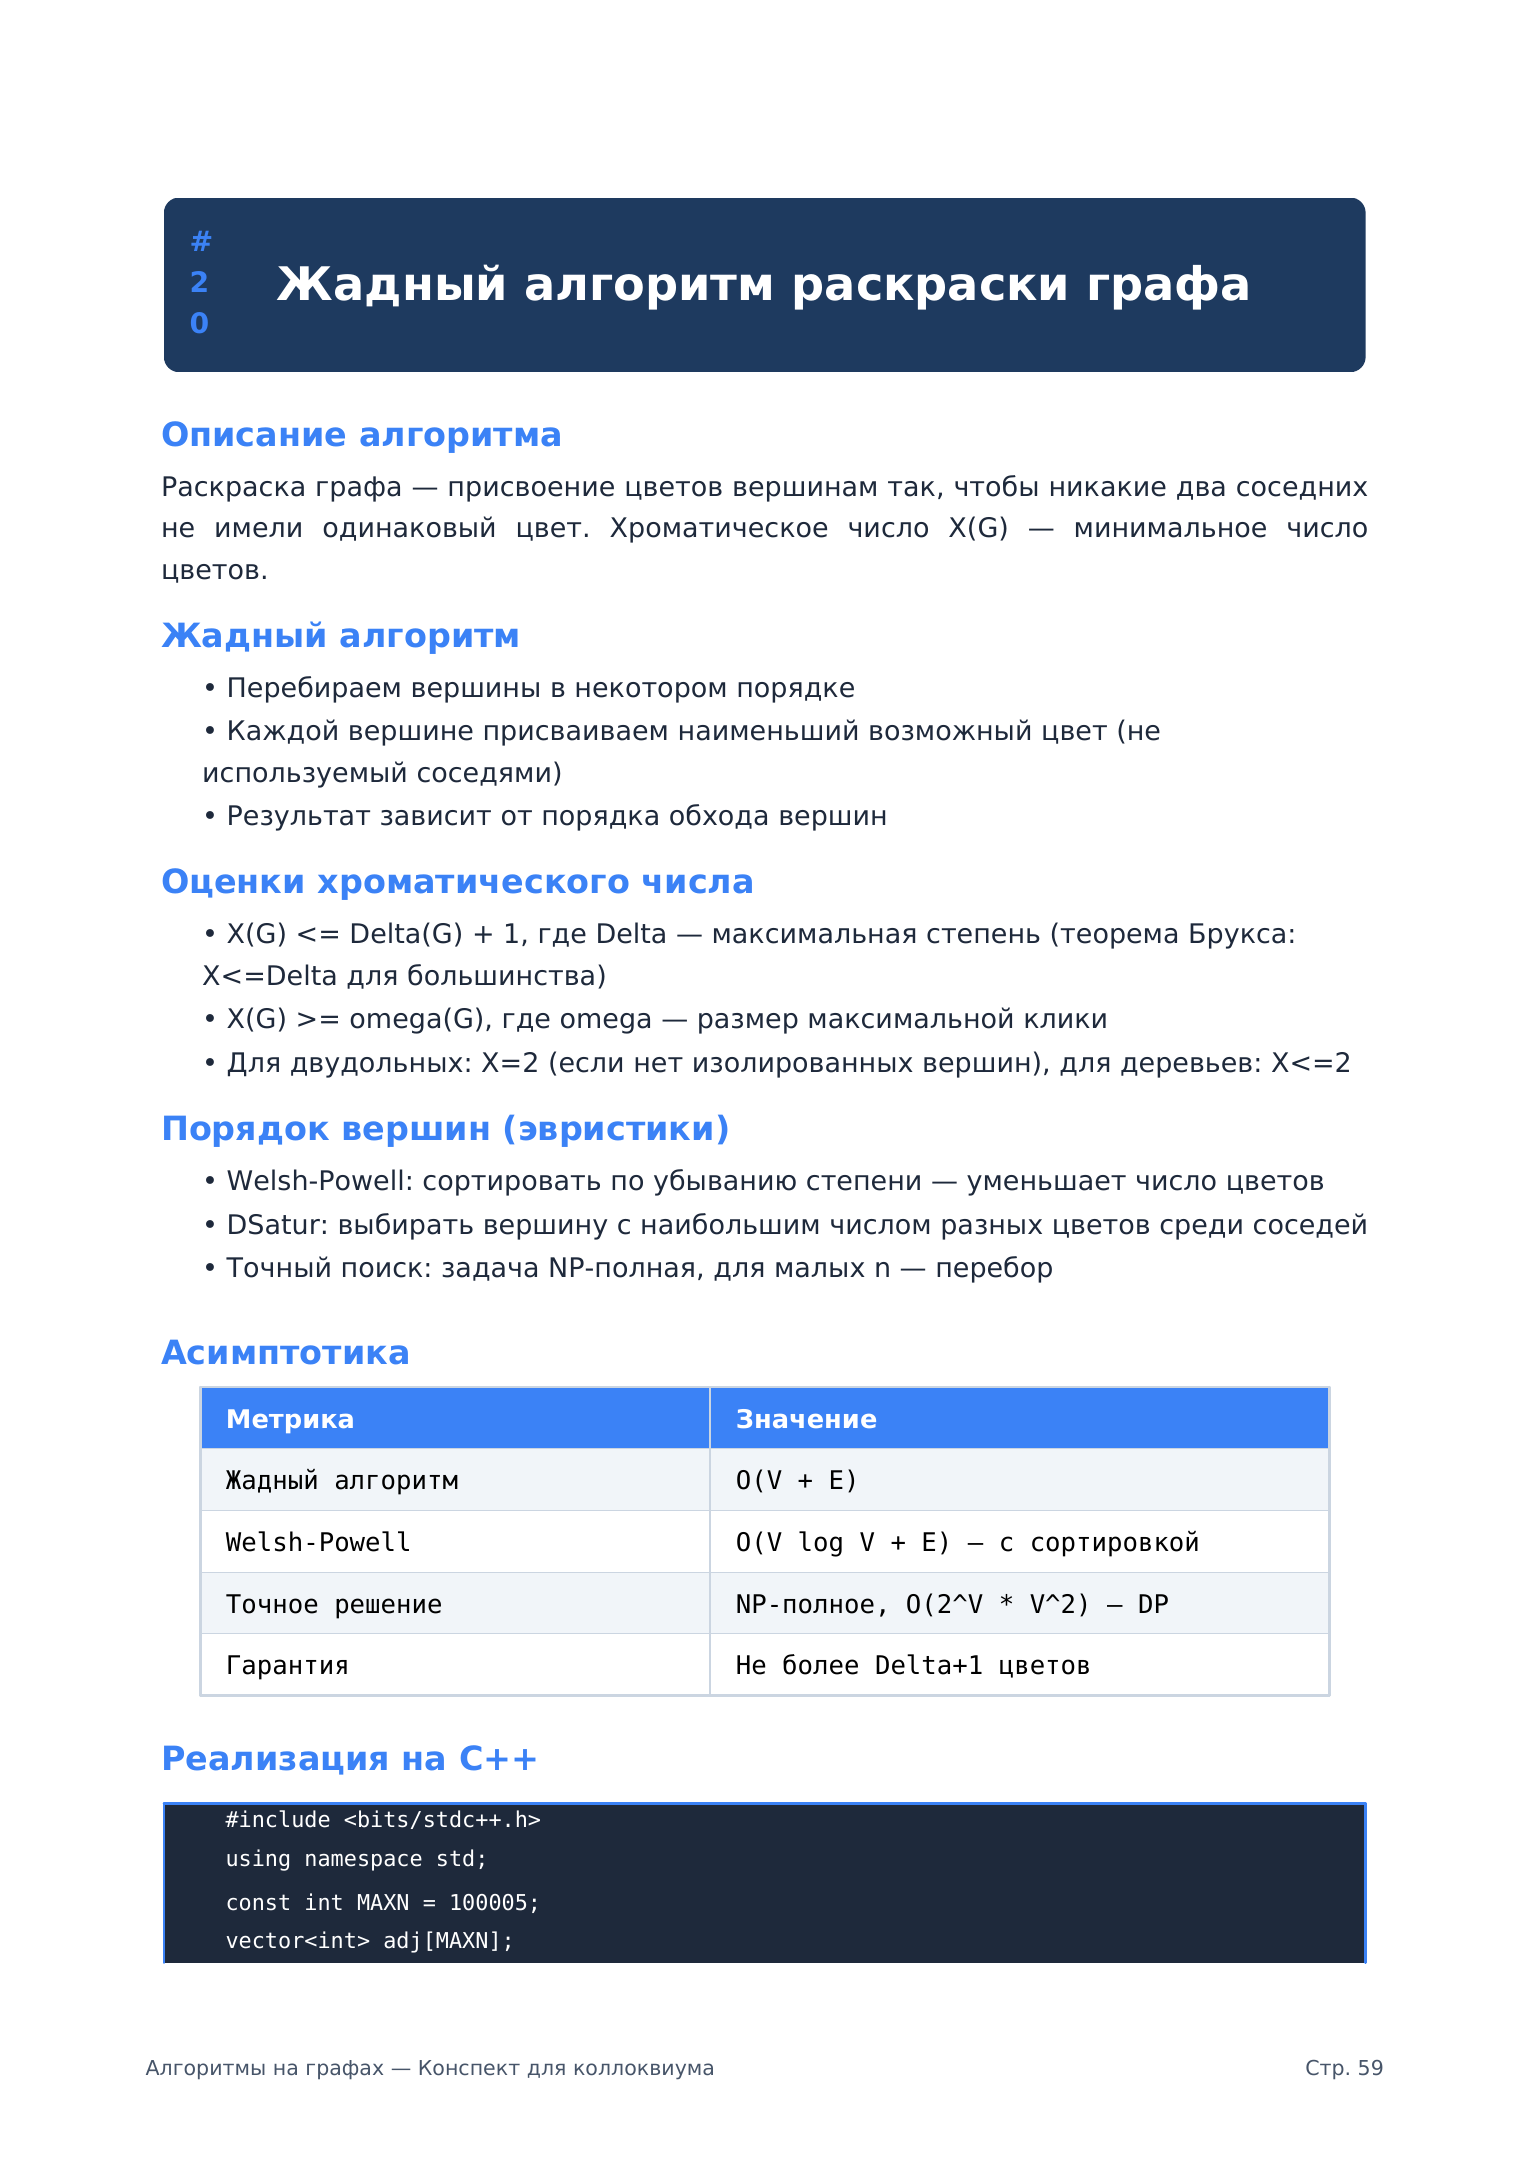 #
2
0
Жадный алгоритм раскраски графа
Описание алгоритма
Раскраска графа — присвоение цветов вершинам так, чтобы никакие два соседних
не имели одинаковый цвет. Хроматическое число X(G) — минимальное число
цветов.
Жадный алгоритм
• Перебираем вершины в некотором порядке
• Каждой вершине присваиваем наименьший возможный цвет (не
используемый соседями)
• Результат зависит от порядка обхода вершин
Оценки хроматического числа
• X(G) <= Delta(G) + 1, где Delta — максимальная степень (теорема Брукса:
X<=Delta для большинства)
• X(G) >= omega(G), где omega — размер максимальной клики
• Для двудольных: X=2 (если нет изолированных вершин), для деревьев: X<=2
Порядок вершин (эвристики)
• Welsh-Powell: сортировать по убыванию степени — уменьшает число цветов
• DSatur: выбирать вершину с наибольшим числом разных цветов среди соседей
• Точный поиск: задача NP-полная, для малых n — перебор
Асимптотика
Метрика Значение
Жадный алгоритм O(V + E)
Welsh-Powell O(V log V + E) — с сортировкой
Точное решение NP-полное, O(2^V * V^2) — DP
Гарантия Не более Delta+1 цветов
Реализация на C++
#include <bits/stdc++.h>
using namespace std;
const int MAXN = 100005;
vector<int> adj[MAXN];
Алгоритмы на графах — Конспект для коллоквиума Стр. 59